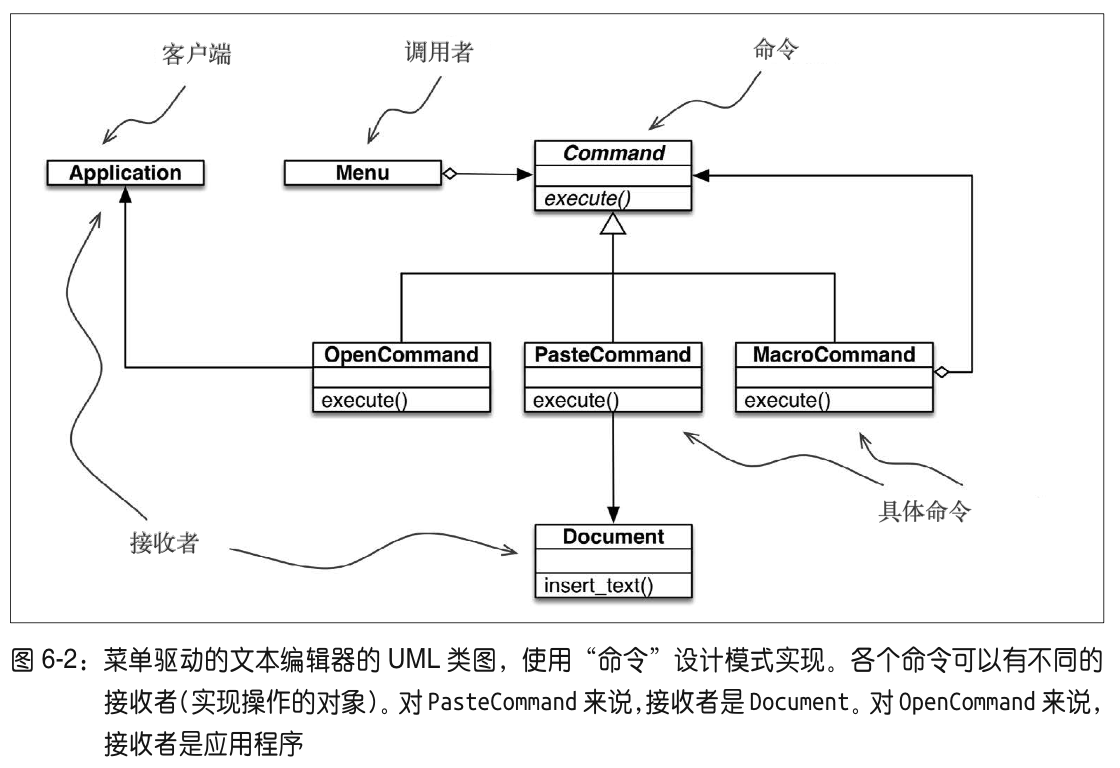 客户端
调用者
命令
Application
Menu
Command
execute()
OpenCommand
PasteCommand
MacroCommand
execute()
execute()
execute()
具体命令
接收者
Document
insert_text()
图 6-2：菜单驱动的文本编辑器的 UML 类图，使用“命令”设计模式实现。各个命令可以有不同的
接收者（实现操作的对象）。对 PasteCommand 来说，接收者是 Document。对 OpenCommand 来说，
接收者是应用程序